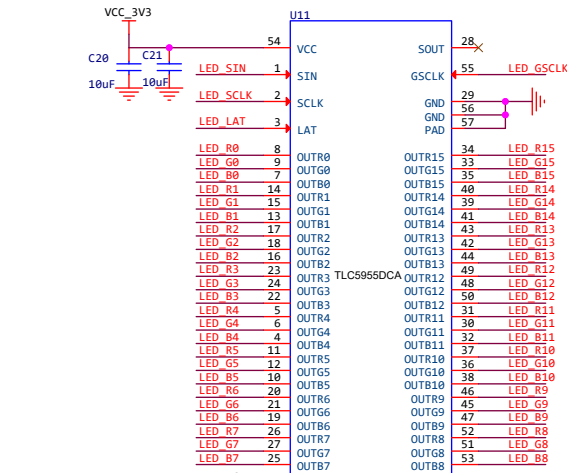 VCC_3V3
U11
54 VCC SOUT 28
C20 C21
10uF 10uF
LED_SIN 1 SIN GSCLK 55 LED_GSCLK
LED_SCLK 2 SCLK GND 29
GND 56
LED_LAT 3 LAT PAD 57
LED_R0 8 OUTR0 OUTR15 34 LED_R15
LED_G0 9 OUTG0 OUTG15 33 LED_G15
LED_B0 7 OUTB0 OUTB15 35 LED_B15
LED_R1 14 OUTR1 OUTR14 40 LED_R14
LED_G1 15 OUTG1 OUTG14 39 LED_G14
LED_B1 13 OUTB1 OUTB14 41 LED_B14
LED_R2 17 OUTR2 OUTR13 43 LED_R13
LED_G2 18 OUTG2 OUTG13 42 LED_G13
LED_B2 16 OUTB2 OUTB13 44 LED_B13
LED_R3 23 OUTR3 TLC5955DCA OUTR12 49 LED_R12
LED_G3 24 OUTG3 OUTG12 48 LED_G12
LED_B3 22 OUTB3 OUTB12 50 LED_B12
LED_R4 5 OUTR4 OUTR11 31 LED_R11
LED_G4 6 OUTG4 OUTG11 30 LED_G11
LED_B4 4 OUTB4 OUTB11 32 LED_B11
LED_R5 11 OUTR5 OUTR10 37 LED_R10
LED_G5 12 OUTG5 OUTG10 36 LED_G10
LED_B5 10 OUTB5 OUTB10 38 LED_B10
LED_R6 20 OUTR6 OUTR9 46 LED_R9
LED_G6 21 OUTG6 OUTG9 45 LED_G9
LED_B6 19 OUTB6 OUTB9 47 LED_B9
LED_R7 26 OUTR7 OUTR8 52 LED_R8
LED_G7 27 OUTG7 OUTG8 51 LED_G8
LED_B7 25 OUTB7 OUTB8 53 LED_B8